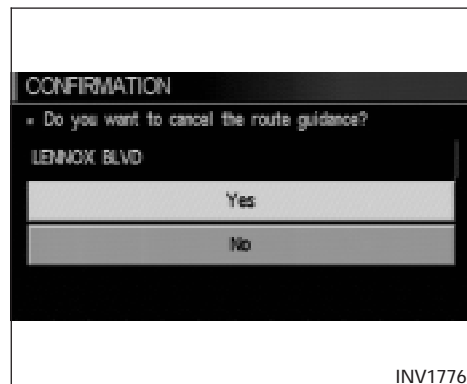 CONFIRMATION
▪ Do you want to cancel the route guidance?
LENNOX BLVD
Yes
No
INV1776